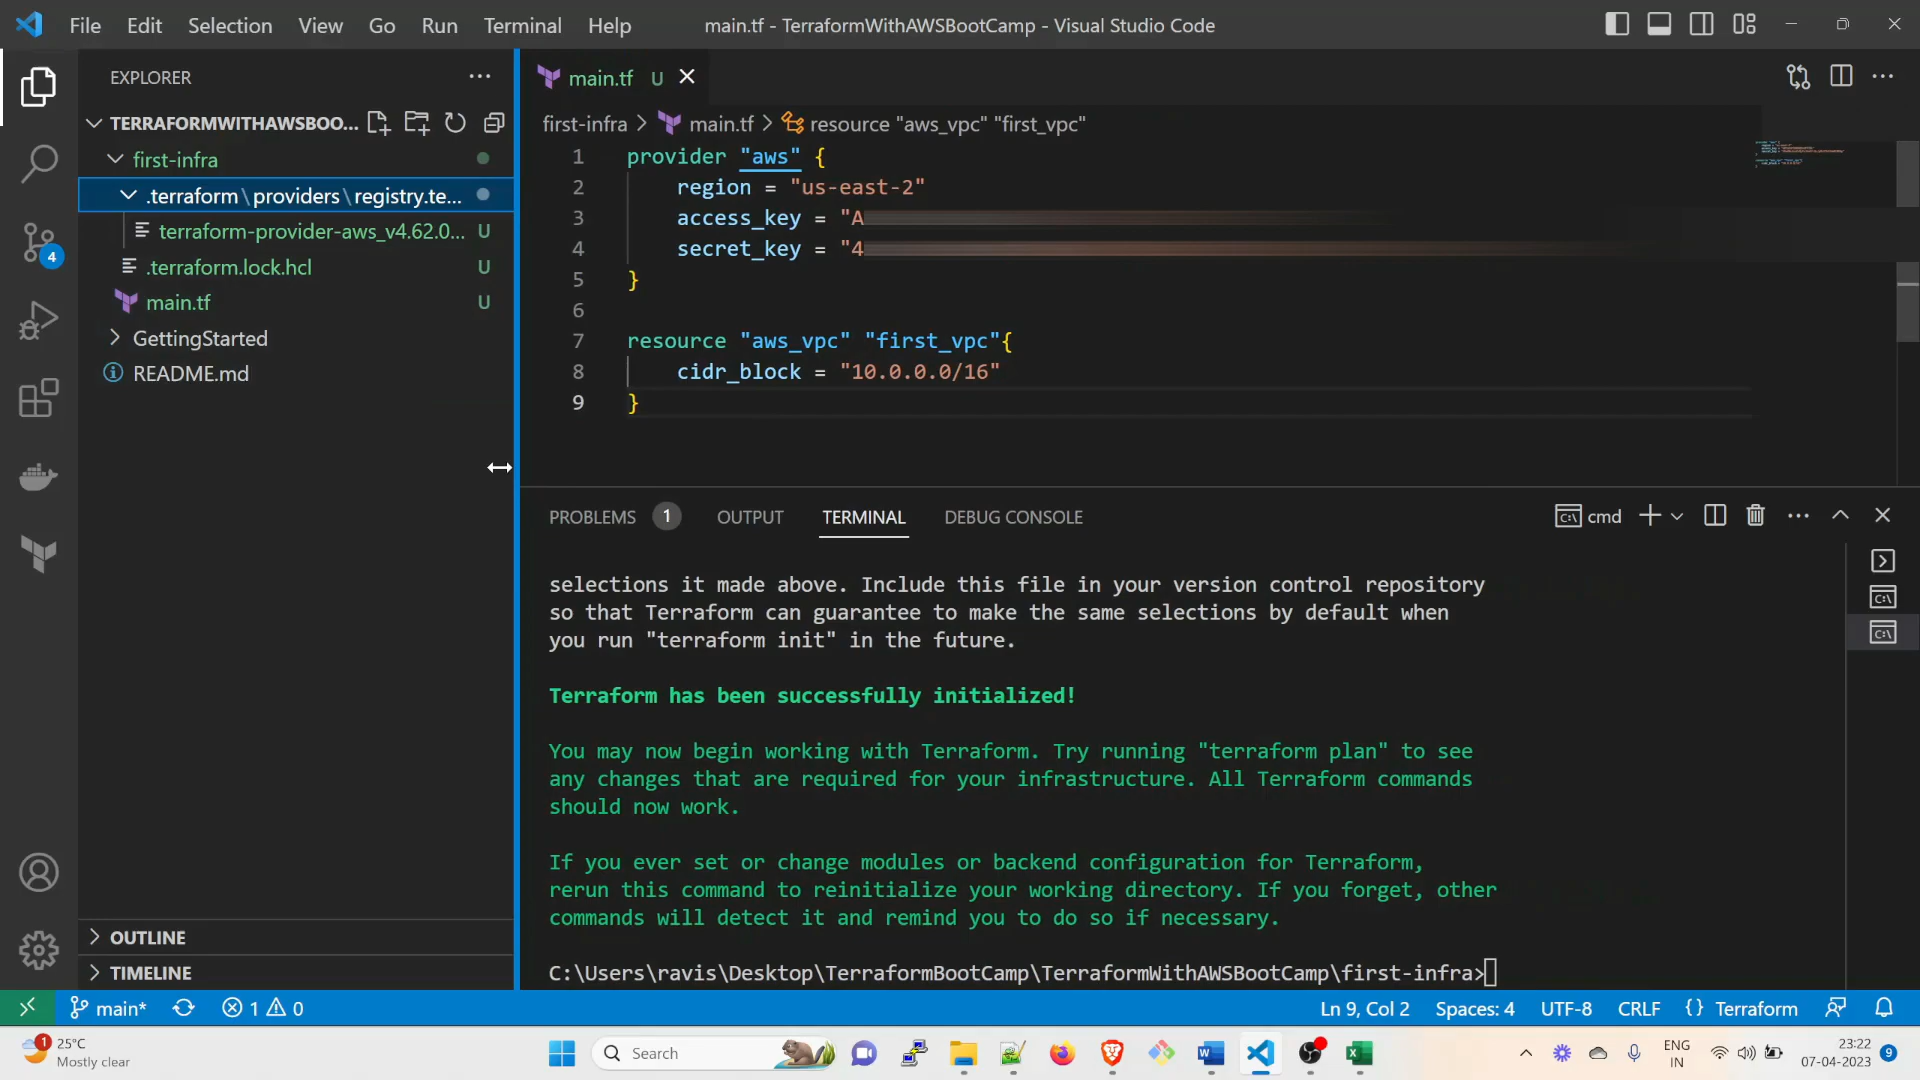 File Edit Selection View Go Run Terminal Help
main.tf - TerraformWithAWSBootCamp - Visual Studio Code
EXPLORER
TERRAFORMWITHAWSBOO...
first-infra
.terraform\providers\registry.te...
terraform-provider-aws_v4.62.0... U
.terraform.lock.hcl U
main.tf U
GettingStarted
README.md
4
OUTLINE
TIMELINE
main.tf U
first-infra > main.tf > resource "aws_vpc" "first_vpc"
1 provider "aws" {
2 region = "us-east-2"
3 access_key = "A
4 secret_key = "4
5 }
6
7 resource "aws_vpc" "first_vpc"{
8 cidr_block = "10.0.0.0/16"
9 }
PROBLEMS 1 OUTPUT TERMINAL DEBUG CONSOLE
cmd
selections it made above. Include this file in your version control repository
so that Terraform can guarantee to make the same selections by default when
you run "terraform init" in the future.
Terraform has been successfully initialized!
You may now begin working with Terraform. Try running "terraform plan" to see
any changes that are required for your infrastructure. All Terraform commands
should now work.
If you ever set or change modules or backend configuration for Terraform,
rerun this command to reinitialize your working directory. If you forget, other
commands will detect it and remind you to do so if necessary.
C:\Users\ravis\Desktop\TerraformBootCamp\TerraformWithAWSBootCamp\first-infra>
main* 1 0
Ln 9, Col 2 Spaces: 4 UTF-8 CRLF {} Terraform
1 25°C
Mostly clear
Search
ENG
IN
23:22
07-04-2023
9